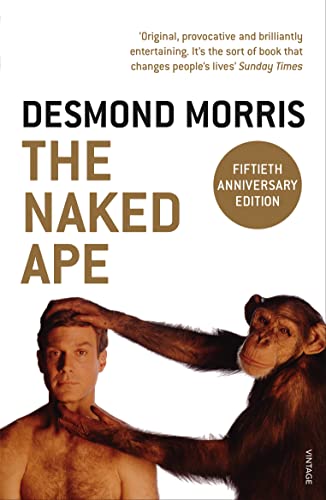 'Original, provocative and brilliantly
entertaining. It's the sort of book that
changes people's lives' Sunday Times
DESMOND MORRIS
THE
NAKED
APE
FIFTIETH
ANNIVERSARY
EDITION
VINTAGE